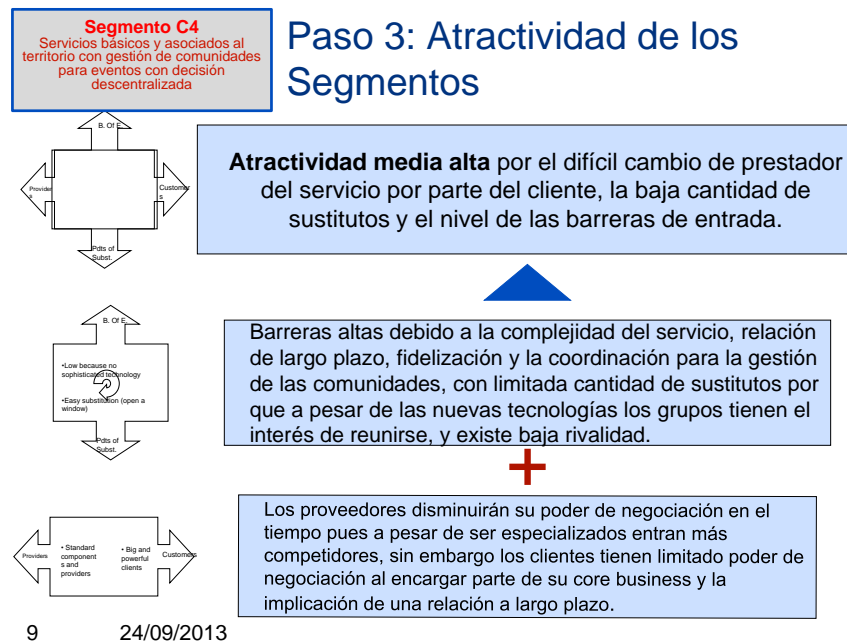 Segmento C4
Servicios básicos y asociados al
territorio con gestión de comunidades
para eventos con decisión
descentralizada
Paso 3: Atractividad de los
Segmentos
B. Of E.
Provider
s
Customer
s
Pdts of
Subst.
Atractividad media alta por el difícil cambio de prestador
del servicio por parte del cliente, la baja cantidad de
sustitutos y el nivel de las barreras de entrada.
B. Of E.
•Low because no
sophisticated technology
•Easy substitution (open a
window)
Pdts of
Subst.
Barreras altas debido a la complejidad del servicio, relación
de largo plazo, fidelización y la coordinación para la gestión
de las comunidades, con limitada cantidad de sustitutos por
que a pesar de las nuevas tecnologías los grupos tienen el
interés de reunirse, y existe baja rivalidad.
+
Providers
• Standard
component
s and
providers
• Big and
powerful
clients
Customers
Los proveedores disminuirán su poder de negociación en el
tiempo pues a pesar de ser especializados entran más
competidores, sin embargo los clientes tienen limitado poder de
negociación al encargar parte de su core business y la
implicación de una relación a largo plazo.
9
24/09/2013